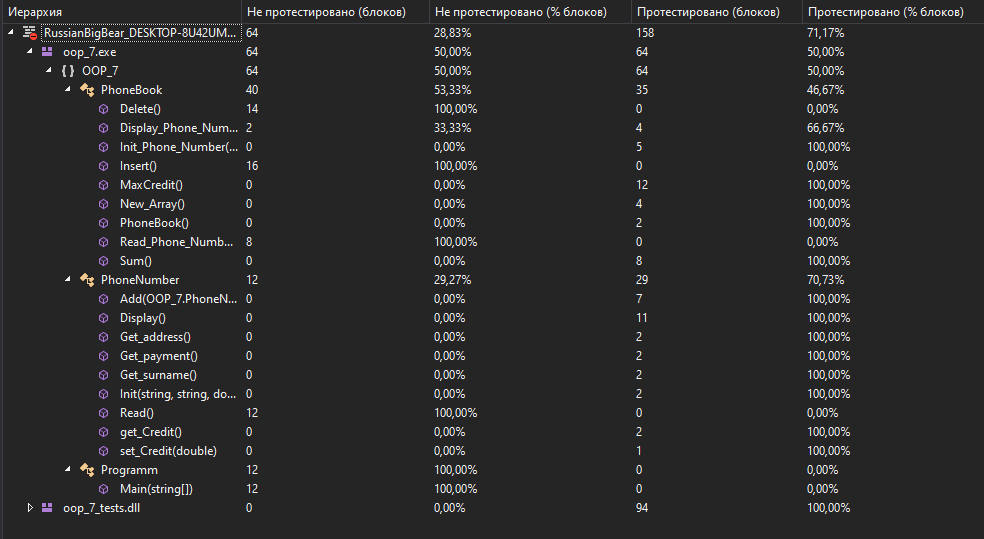 Иерархия Не протестировано (блоков) Не протестировано (% блоков) Протестировано (блоков) Протестировано (% блоков)
RussianBigBear_DESKTOP-8U42UM... 64 28,83% 158 71,17%
oop_7.exe 64 50,00% 64 50,00%
{ } OOP_7 64 50,00% 64 50,00%
PhoneBook 40 53,33% 35 46,67%
Delete() 14 100,00% 0 0,00%
Display_Phone_Num... 2 33,33% 4 66,67%
Init_Phone_Number(... 0 0,00% 5 100,00%
Insert() 16 100,00% 0 0,00%
MaxCredit() 0 0,00% 12 100,00%
New_Array() 0 0,00% 4 100,00%
PhoneBook() 0 0,00% 2 100,00%
Read_Phone_Numb... 8 100,00% 0 0,00%
Sum() 0 0,00% 8 100,00%
PhoneNumber 12 29,27% 29 70,73%
Add(OOP_7.PhoneN... 0 0,00% 7 100,00%
Display() 0 0,00% 11 100,00%
Get_address() 0 0,00% 2 100,00%
Get_payment() 0 0,00% 2 100,00%
Get_surname() 0 0,00% 2 100,00%
Init(string, string, do... 0 0,00% 2 100,00%
Read() 12 100,00% 0 0,00%
get_Credit() 0 0,00% 2 100,00%
set_Credit(double) 0 0,00% 1 100,00%
Programm 12 100,00% 0 0,00%
Main(string[]) 12 100,00% 0 0,00%
oop_7_tests.dll 0 0,00% 94 100,00%